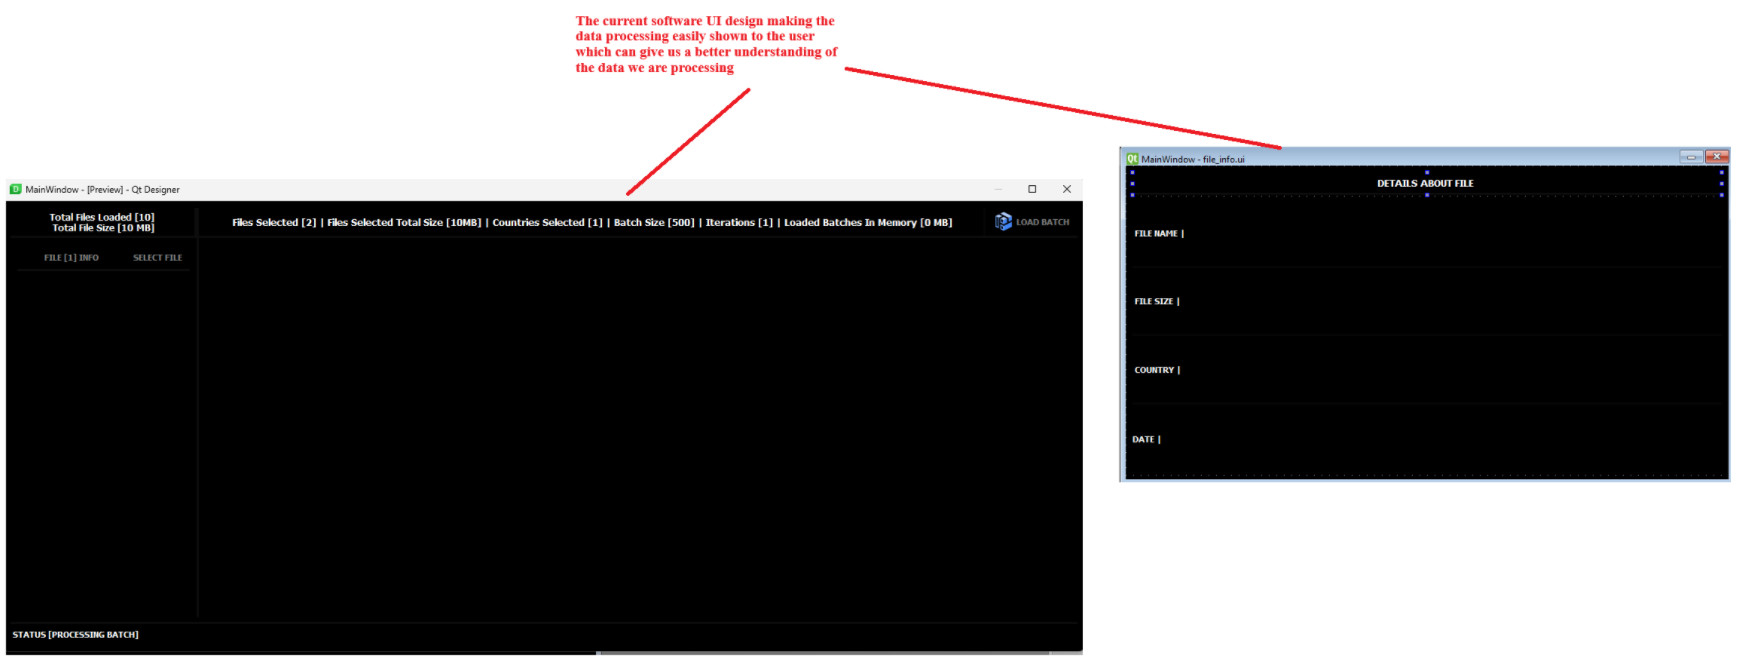 The current software UI design making the
data processing easily shown to the user
which can give us a better understanding of
the data we are processing
MainWindow - [Preview] - Qt Designer
Total Files Loaded [10]
Total File Size [10 MB]
Files Selected [2] | Files Selected Total Size [10MB] | Countries Selected [1] | Batch Size [500] | Iterations [1] | Loaded Batches In Memory [0 MB]
LOAD BATCH
FILE [1] INFO
SELECT FILE
STATUS [PROCESSING BATCH]
Qt MainWindow - file_info.ui
DETAILS ABOUT FILE
FILE NAME |
FILE SIZE |
COUNTRY |
DATE |